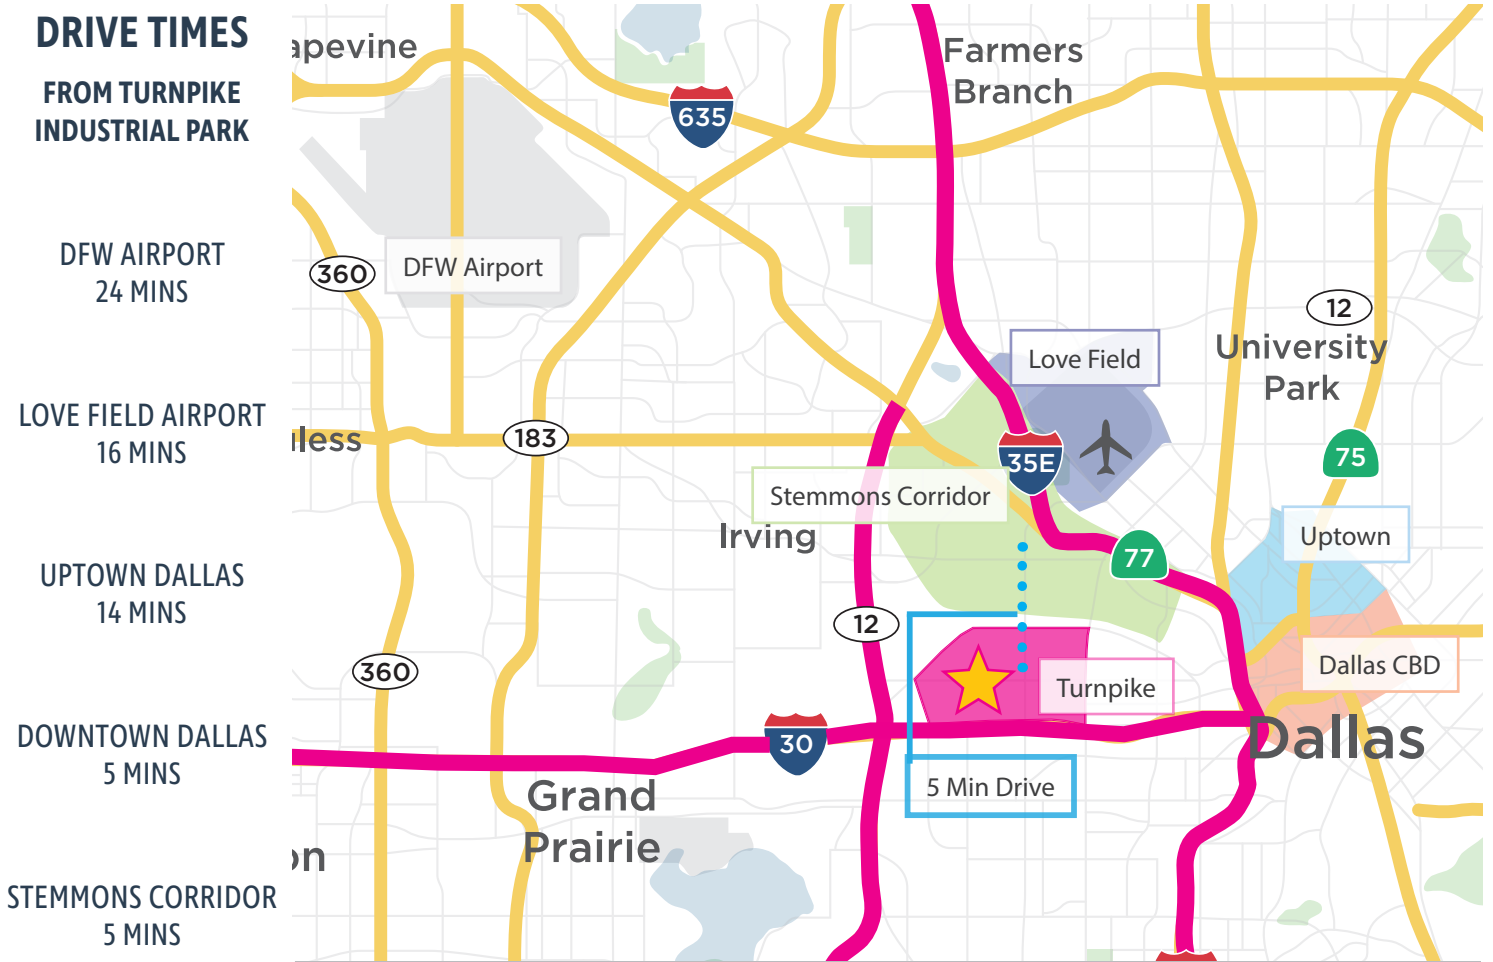 DRIVE TIMES
FROM TURNPIKE
INDUSTRIAL PARK
DFW AIRPORT
24 MINS
LOVE FIELD AIRPORT
16 MINS
UPTOWN DALLAS
14 MINS
DOWNTOWN DALLAS
5 MINS
STEMMONS CORRIDOR
5 MINS
apevine
Farmers
Branch
635
360
DFW Airport
12
Love Field
University
Park
183
less
35E
75
Stemmons Corridor
Irving
Uptown
77
12
360
Turnpike
Dallas CBD
30
Dallas
5 Min Drive
Grand
Prairie
on